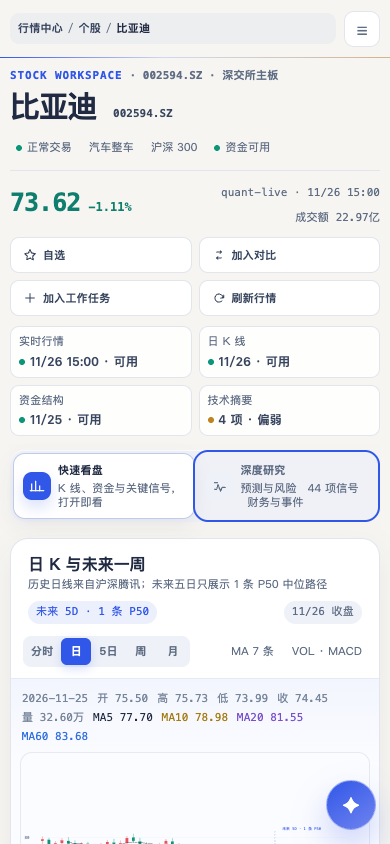 行情中心 / 个股 / 比亚迪
STOCK WORKSPACE · 002594.SZ · 深交所主板
比亚迪 002594.SZ
正常交易 汽车整车 沪深 300 资金可用
73.62 −1.11% quant-live · 11/26 15:00
成交额 22.97亿
自选 加入对比
加入工作任务 刷新行情
实时行情 日 K 线
11/26 15:00 · 可用 11/26 · 可用
资金结构 技术摘要
11/25 · 可用 4 项 · 偏弱
快速看盘 深度研究
K 线、资金与关键信号， 预测与风险 44 项信号
打开即看 财务与事件
日 K 与未来一周
历史日线来自沪深腾讯；未来五日只展示 1 条 P50 中位路径
未来 5D · 1 条 P50 11/26 收盘
分时 日 5日 周 月 MA 7 条 VOL · MACD
2026-11-25 开 75.50 高 75.73 低 73.99 收 74.45
量 32.60万 MA5 77.70 MA10 78.98 MA20 81.55
MA60 83.68
未来 5D · 1 条 P50